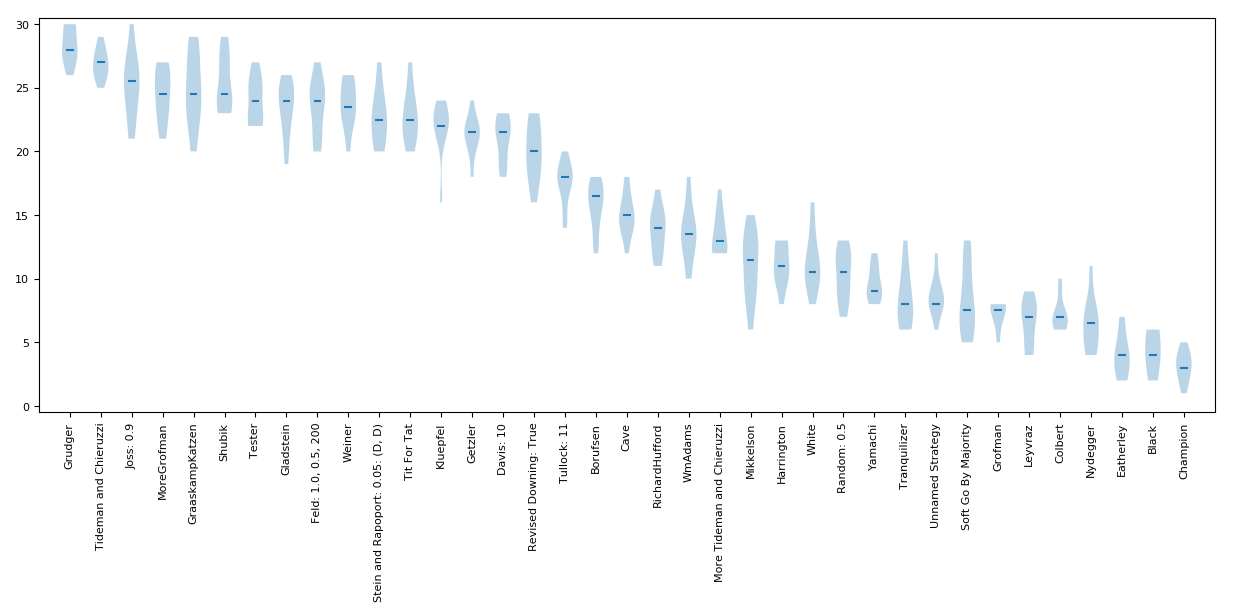 30
25
20
15
10
5
0
Grudger
Tideman and Chieruzzi
Joss: 0.9
MoreGrofman
GraaskampKatzen
Shubik
Tester
Gladstein
Feld: 1.0, 0.5, 200
Weiner
Stein and Rapoport: 0.05: (D, D)
Tit For Tat
Kluepfel
Getzler
Davis: 10
Revised Downing: True
Tullock: 11
Borufsen
Cave
RichardHufford
WmAdams
More Tideman and Chieruzzi
Mikkelson
Harrington
White
Random: 0.5
Yamachi
Tranquilizer
Unnamed Strategy
Soft Go By Majority
Grofman
Leyvraz
Colbert
Nydegger
Eatherley
Black
Champion